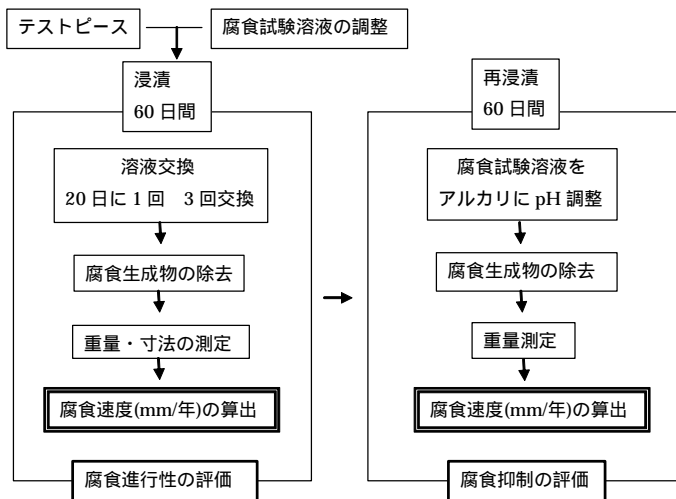 テストピース
腐食試験溶液の調整
浸漬
60 日間
溶液交換
20 日に 1 回　3 回交換
腐食生成物の除去
重量・寸法の測定
腐食速度(mm/年)の算出
腐食進行性の評価
再浸漬
60 日間
腐食試験溶液を
アルカリに pH 調整
腐食生成物の除去
重量測定
腐食速度(mm/年)の算出
腐食抑制の評価